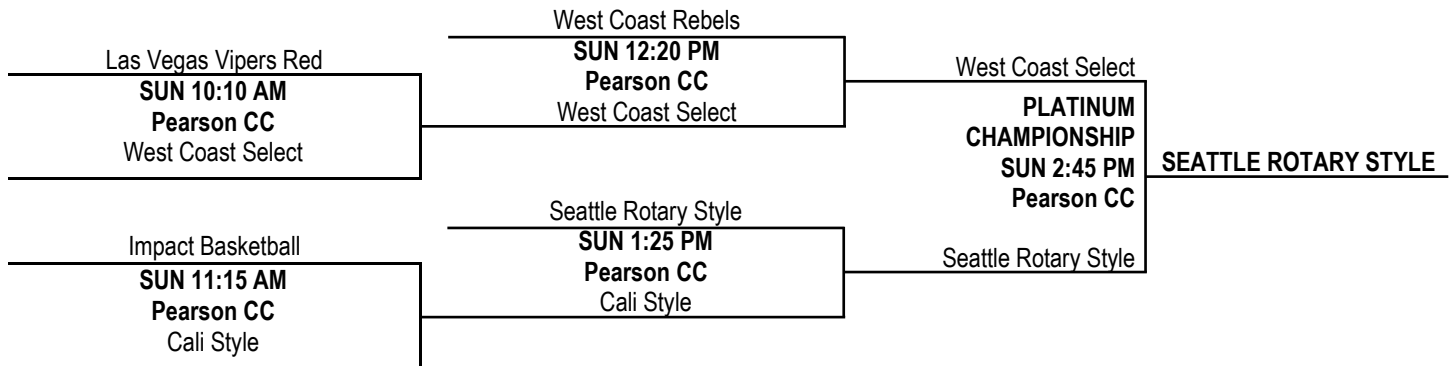 West Coast Rebels
Las Vegas Vipers Red
SUN 12:20 PM
Pearson CC
West Coast Select
West Coast Select
SUN 10:10 AM
Pearson CC
West Coast Select
PLATINUM
CHAMPIONSHIP
SUN 2:45 PM
Pearson CC
SEATTLE ROTARY STYLE
Seattle Rotary Style
Impact Basketball
SUN 1:25 PM
Pearson CC
Cali Style
Seattle Rotary Style
SUN 11:15 AM
Pearson CC
Cali Style